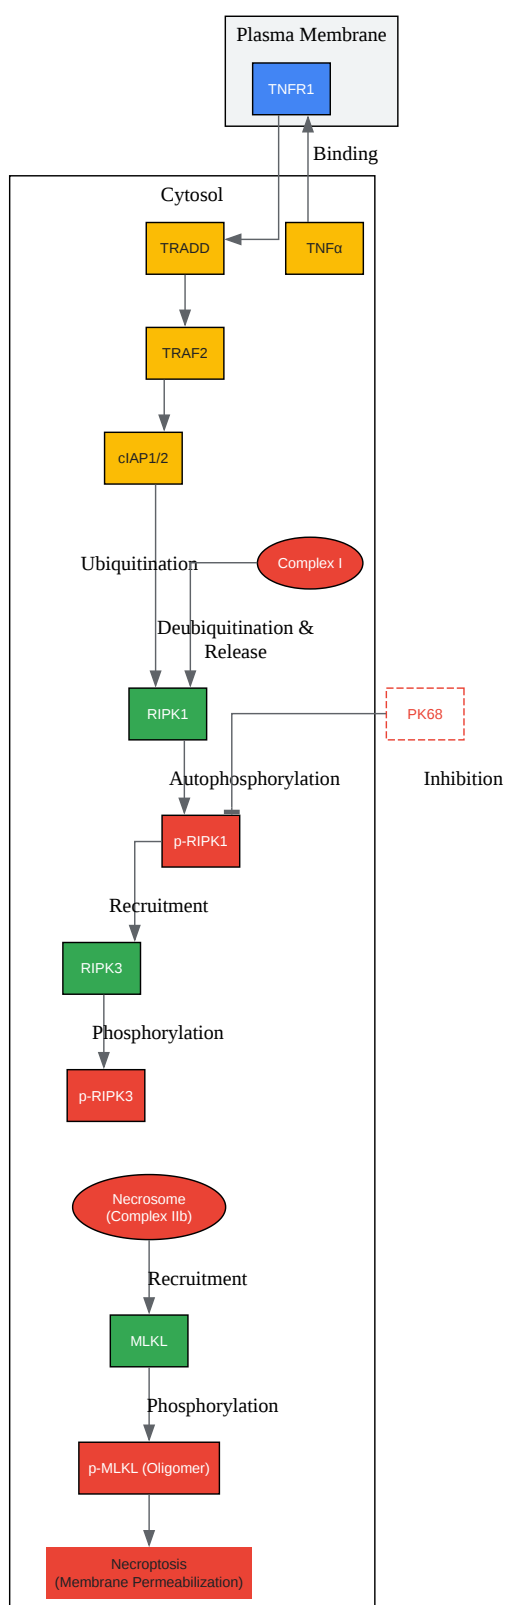 Plasma Membrane
TNFR1
Binding
Cytosol
TRADD
TNFα
TRAF2
cIAP1/2
Ubiquitination
Complex I
Deubiquitination &
Release
RIPK1
PK68
Autophosphorylation
Inhibition
p-RIPK1
Recruitment
RIPK3
Phosphorylation
p-RIPK3
Necrosome
(Complex IIb)
Recruitment
MLKL
Phosphorylation
p-MLKL (Oligomer)
Necroptosis
(Membrane Permeabilization)